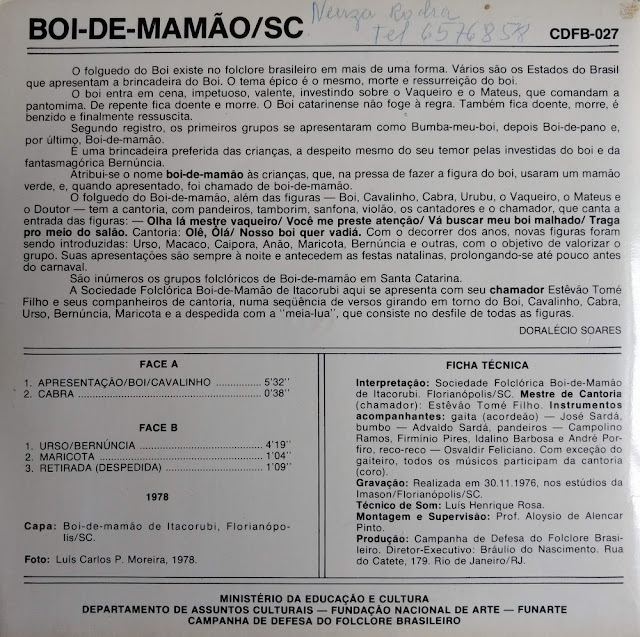 BOI-DE-MAMÃO/SC
Neuza Rocha
Tel 6576858
CDFB-027
O folguedo do Boi existe no folclore brasileiro em mais de uma forma. Vários são os Estados do Brasil
que apresentam a brincadeira do Boi. O tema épico é o mesmo, morte e ressurreição do boi.
O boi entra em cena, impetuoso, valente, investindo sobre o Vaqueiro e o Mateus, que comandam a
pantomima. De repente fica doente e morre. O Boi catarinense não foge à regra. Também fica doente, morre, é
benzido e finalmente ressuscita.
Segundo registro, os primeiros grupos se apresentaram como Bumba-meu-boi, depois Boi-de-pano e,
por último, Boi-de-mamão.
É uma brincadeira preferida das crianças, a despeito mesmo do seu temor pelas investidas do boi e da
fantasmagórica Bernúncia.
Atribui-se o nome boi-de-mamão às crianças, que, na pressa de fazer a figura do boi, usaram um mamão
verde, e, quando apresentado, foi chamado de boi-de-mamão.
O folguedo do Boi-de-mamão, além das figuras — Boi, Cavalinho, Cabra, Urubu, o Vaqueiro, o Mateus e
o Doutor — tem a cantoria, com pandeiros, tamborim, sanfona, violão, os cantadores e o chamador, que canta a
entrada das figuras: — Olha lá mestre vaqueiro/ Você me preste atenção/ Vá buscar meu boi malhado/ Traga
pro meio do salão. Cantoria: Olê, Olá/ Nosso boi quer vadiá. Com o decorrer dos anos, novas figuras foram
sendo introduzidas: Urso, Macaco, Caipora, Anão, Maricota, Bernúncia e outras, com o objetivo de valorizar o
grupo. Suas apresentações são sempre à noite e antecedem as festas natalinas, prolongando-se até pouco antes
do carnaval.
São inúmeros os grupos folclóricos de Boi-de-mamão em Santa Catarina.
A Sociedade Folclórica Boi-de-Mamão de Itacorubi aqui se apresenta com seu chamador Estêvão Tomé
Filho e seus companheiros de cantoria, numa seqüência de versos girando em torno do Boi, Cavalinho, Cabra,
Urso, Bernúncia, Maricota e a despedida com a "meia-lua", que consiste no desfile de todas as figuras.
DORALÉCIO SOARES
FACE A
1. APRESENTAÇÃO/BOI/CAVALINHO ................ 5'32"
2. CABRA ........................................ 0'38"
FACE B
1. URSO/BERNÚNCIA ............................ 4'19"
2. MARICOTA .................................... 1'04"
3. RETIRADA (DESPEDIDA) ...................... 1'09"
1978
Capa: Boi-de-mamão de Itacorubi, Florianópo-
lis/SC.
Foto: Luís Carlos P. Moreira, 1978.
FICHA TÉCNICA
Interpretação: Sociedade Folclórica Boi-de-Mamão
de Itacorubi. Florianópolis/SC. Mestre de Cantoria
(chamador): Estêvão Tomé Filho. Instrumentos
acompanhantes: gaita (acordeão) — José Sardá,
bumbo — Advaldo Sardá, pandeiros — Campolino
Ramos, Firmínio Pires, Idalino Barbosa e André Por-
fíro, reco-reco — Osvaldir Feliciano. Com exceção do
gaiteiro, todos os músicos participam da cantoria
(coro).
Gravação: Realizada em 30.11.1976, nos estúdios da
Imason/Florianópolis/SC.
Técnico de Som: Luís Henrique Rosa.
Montagem e Supervisão: Prof. Aloysio de Alencar
Pinto.
Produção: Campanha de Defesa do Folclore Brasi-
leiro. Diretor-Executivo: Bráulio do Nascimento. Rua
do Catete, 179. Rio de Janeiro/RJ.
MINISTÉRIO DA EDUCAÇÃO E CULTURA
DEPARTAMENTO DE ASSUNTOS CULTURAIS — FUNDAÇÃO NACIONAL DE ARTE — FUNARTE
CAMPANHA DE DEFESA DO FOLCLORE BRASILEIRO